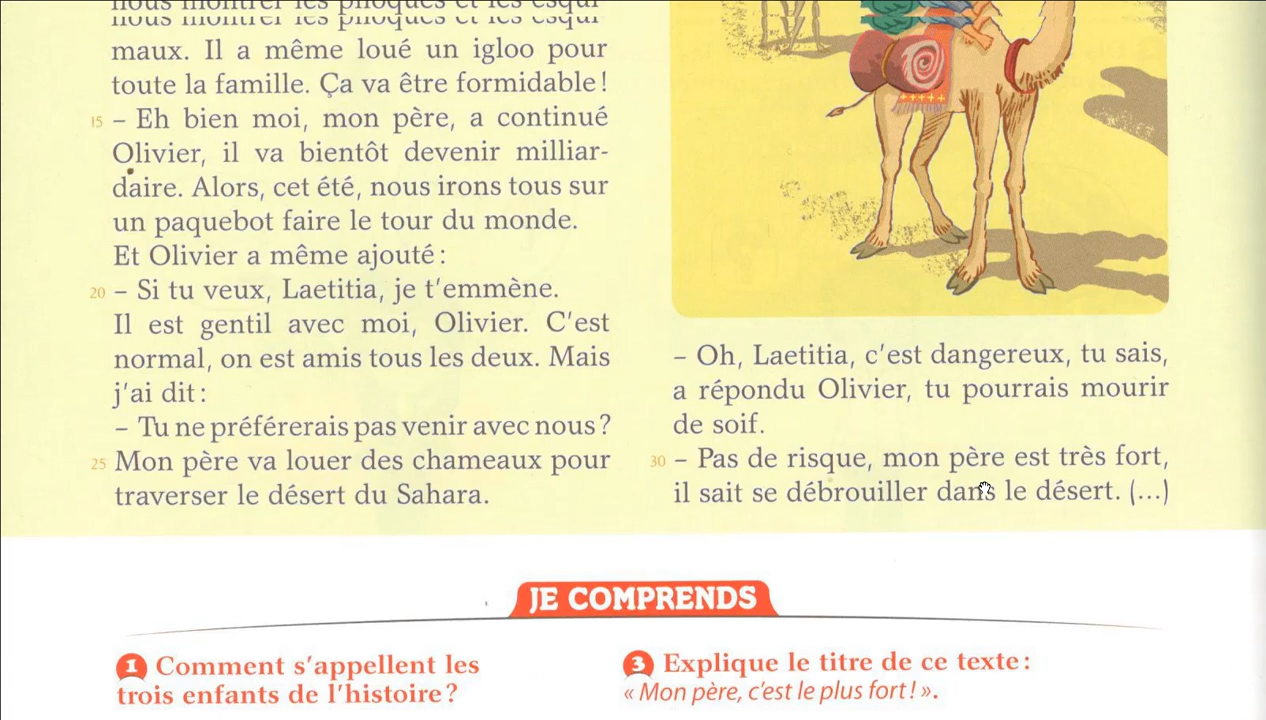 nous montrer les phoques et les esqui
maux. Il a même loué un igloo pour
toute la famille. Ça va être formidable !
15 – Eh bien moi, mon père, a continué
Olivier, il va bientôt devenir milliar-
daire. Alors, cet été, nous irons tous sur
un paquebot faire le tour du monde.
Et Olivier a même ajouté :
20 – Si tu veux, Laetitia, je t'emmène.
Il est gentil avec moi, Olivier. C'est
normal, on est amis tous les deux. Mais
j'ai dit :
– Tu ne préférerais pas venir avec nous ?
25 Mon père va louer des chameaux pour
traverser le désert du Sahara.
– Oh, Laetitia, c'est dangereux, tu sais,
a répondu Olivier, tu pourrais mourir
de soif.
30 – Pas de risque, mon père est très fort,
il sait se débrouiller dans le désert. (...)
JE COMPRENDS
1 Comment s'appellent les
trois enfants de l'histoire ?
3 Explique le titre de ce texte :
« Mon père, c'est le plus fort ! ».